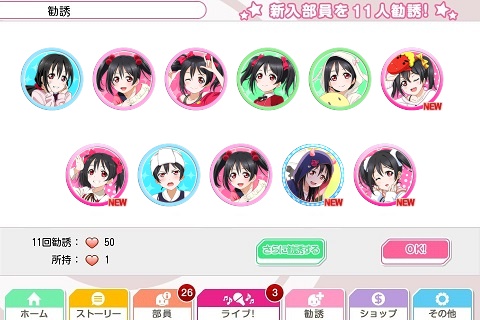 勧誘
新入部員を11人勧誘!
NEW
NEW
NEW
NEW
11回勧誘: 50
所持: 1
さらに勧誘する
OK!
26
3
ホーム
ストーリー
部員
ライブ!
勧誘
ショップ
その他